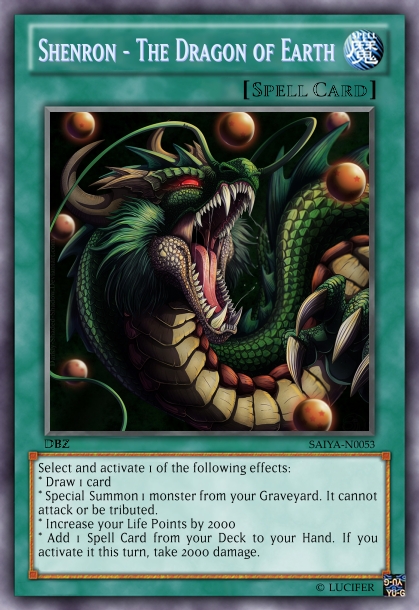 Shenron - The Dragon of Earth
魔
[Spell Card]
DBZ
SAIYA-N0053
Select and activate 1 of the following effects:
* Draw 1 card
* Special Summon 1 monster from your Graveyard. It cannot
attack or be tributed.
* Increase your Life Points by 2000
* Add 1 Spell Card from your Deck to your Hand. If you
activate it this turn, take 2000 damage.
© LUCIFER
YU-G